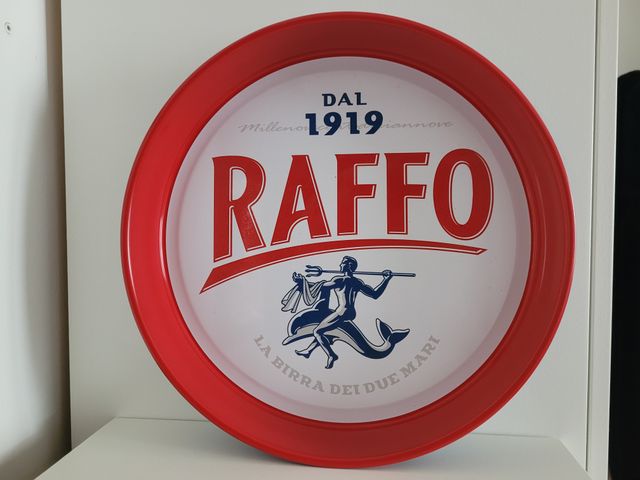 DAL
1919
RAFFO
LA BIRRA DEI DUE MARI